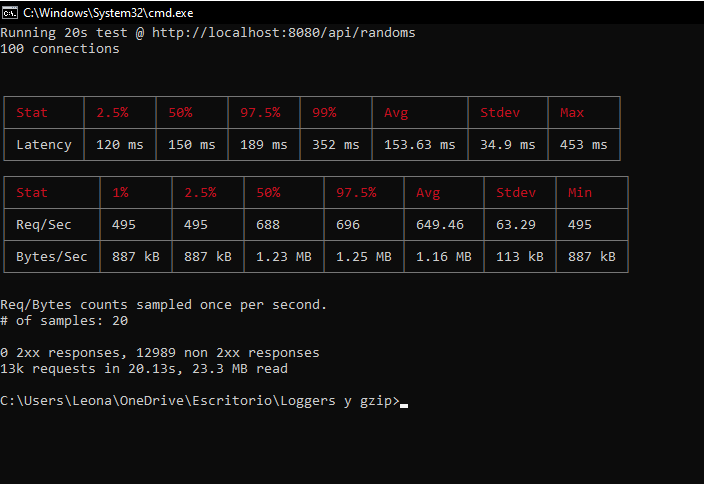 C:\Windows\System32\cmd.exe
Running 20s test @ http://localhost:8080/api/randoms
100 connections
Stat 2.5% 50% 97.5% 99% Avg Stdev Max
Latency 120 ms 150 ms 189 ms 352 ms 153.63 ms 34.9 ms 453 ms
Stat 1% 2.5% 50% 97.5% Avg Stdev Min
Req/Sec 495 495 688 696 649.46 63.29 495
Bytes/Sec 887 kB 887 kB 1.23 MB 1.25 MB 1.16 MB 113 kB 887 kB
Req/Bytes counts sampled once per second.
# of samples: 20
0 2xx responses, 12989 non 2xx responses
13k requests in 20.13s, 23.3 MB read
C:\Users\Leona\OneDrive\Escritorio\Loggers y gzip>